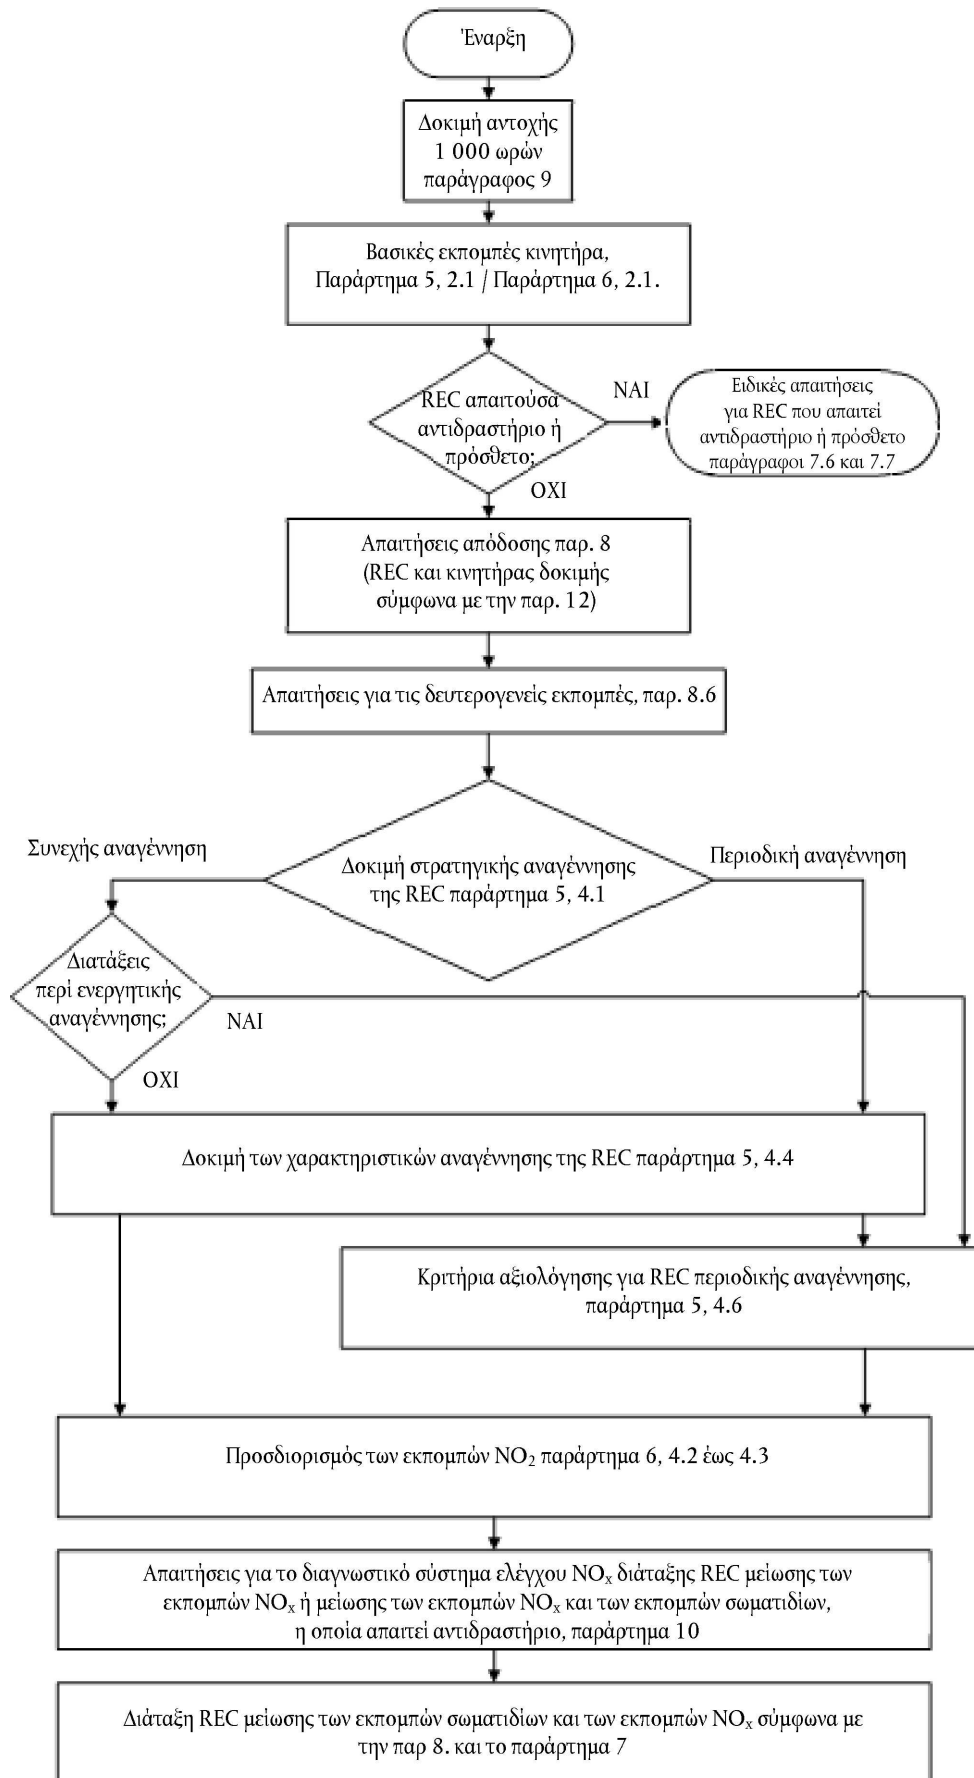 Έναρξη
Δοκιμή αντοχής
1 000 ωρών
παράγραφος 9
Βασικές εκπομπές κινητήρα,
Παράρτημα 5, 2.1 / Παράρτημα 6, 2.1.
REC απαιτούσα
αντιδραστήριο ή
πρόσθετο;
ΝΑΙ
Ειδικές απαιτήσεις
για REC που απαιτεί
αντιδραστήριο ή πρόσθετο
παράγραφοι 7.6 και 7.7
ΟΧΙ
Απαιτήσεις απόδοσης παρ. 8
(REC και κινητήρας δοκιμής
σύμφωνα με την παρ. 12)
Απαιτήσεις για τις δευτερογενείς εκπομπές, παρ. 8.6
Συνεχής αναγέννηση
Δοκιμή στρατηγικής αναγέννησης
της REC παράρτημα 5, 4.1
Περιοδική αναγέννηση
Διατάξεις
περί ενεργητικής
αναγέννησης;
ΝΑΙ
ΟΧΙ
Δοκιμή των χαρακτηριστικών αναγέννησης της REC παράρτημα 5, 4.4
Κριτήρια αξιολόγησης για REC περιοδικής αναγέννησης,
παράρτημα 5, 4.6
Προσδιορισμός των εκπομπών NO₂ παράρτημα 6, 4.2 έως 4.3
Απαιτήσεις για το διαγνωστικό σύστημα ελέγχου NOₓ διάταξης REC μείωσης των
εκπομπών NOₓ ή μείωσης των εκπομπών NOₓ και των εκπομπών σωματιδίων,
η οποία απαιτεί αντιδραστήριο, παράρτημα 10
Διάταξη REC μείωσης των εκπομπών σωματιδίων και των εκπομπών NOₓ σύμφωνα με
την παρ 8. και το παράρτημα 7